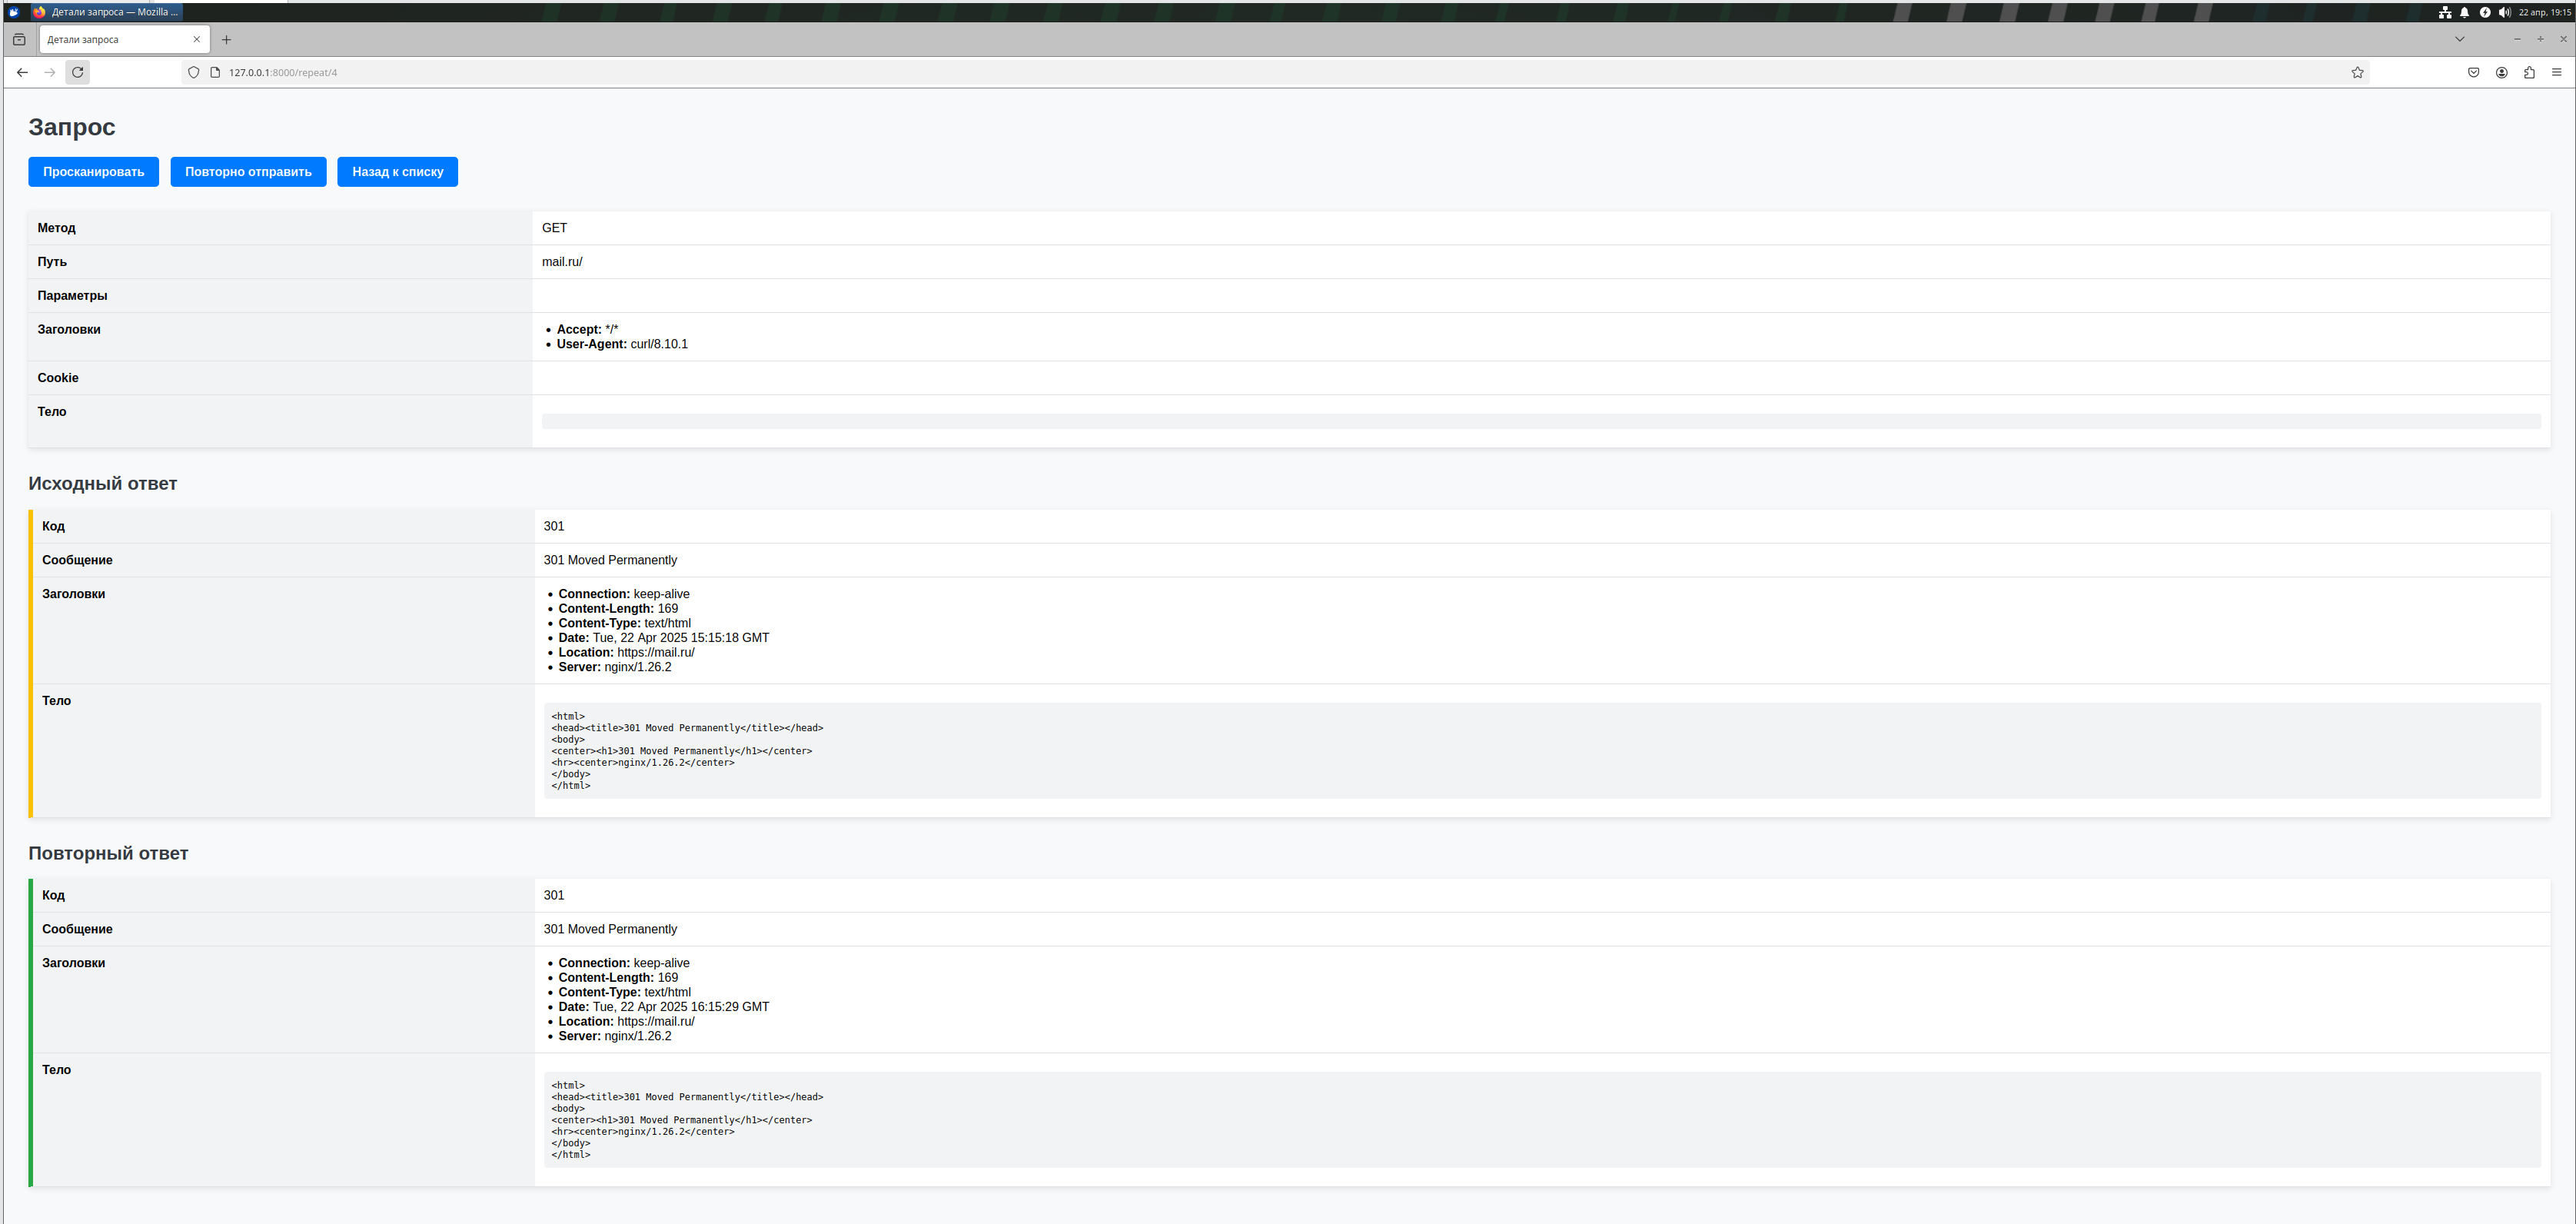 Детали запроса — Mozilla ...
22 апр, 19:15
Детали запроса
127.0.0.1:8000/repeat/4
Запрос
Просканировать Повторно отправить Назад к списку
Метод GET
Путь mail.ru/
Параметры
Заголовки
Accept: */*
User-Agent: curl/8.10.1
Cookie
Тело
Исходный ответ
Код 301
Сообщение 301 Moved Permanently
Заголовки
Connection: keep-alive
Content-Length: 169
Content-Type: text/html
Date: Tue, 22 Apr 2025 15:15:18 GMT
Location: https://mail.ru/
Server: nginx/1.26.2
Тело
<html>
<head><title>301 Moved Permanently</title></head>
<body>
<center><h1>301 Moved Permanently</h1></center>
<hr><center>nginx/1.26.2</center>
</body>
</html>
Повторный ответ
Код 301
Сообщение 301 Moved Permanently
Заголовки
Connection: keep-alive
Content-Length: 169
Content-Type: text/html
Date: Tue, 22 Apr 2025 16:15:29 GMT
Location: https://mail.ru/
Server: nginx/1.26.2
Тело
<html>
<head><title>301 Moved Permanently</title></head>
<body>
<center><h1>301 Moved Permanently</h1></center>
<hr><center>nginx/1.26.2</center>
</body>
</html>